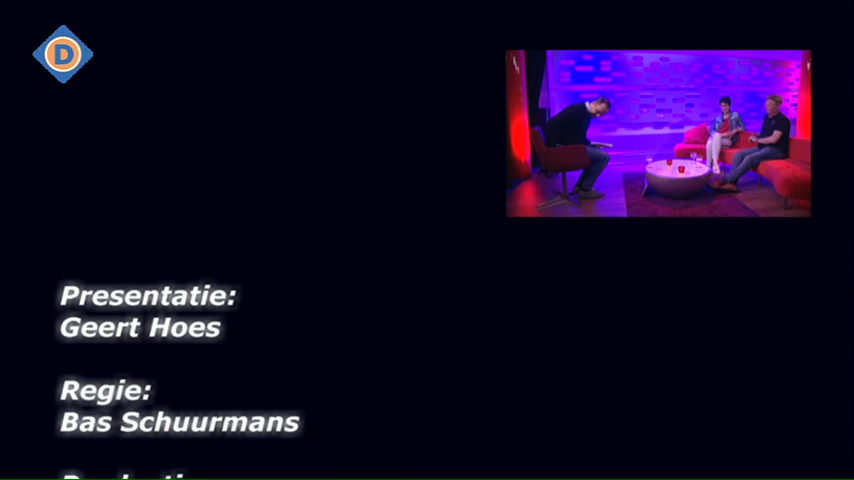 D
Presentatie:
Geert Hoes
Regie:
Bas Schuurmans